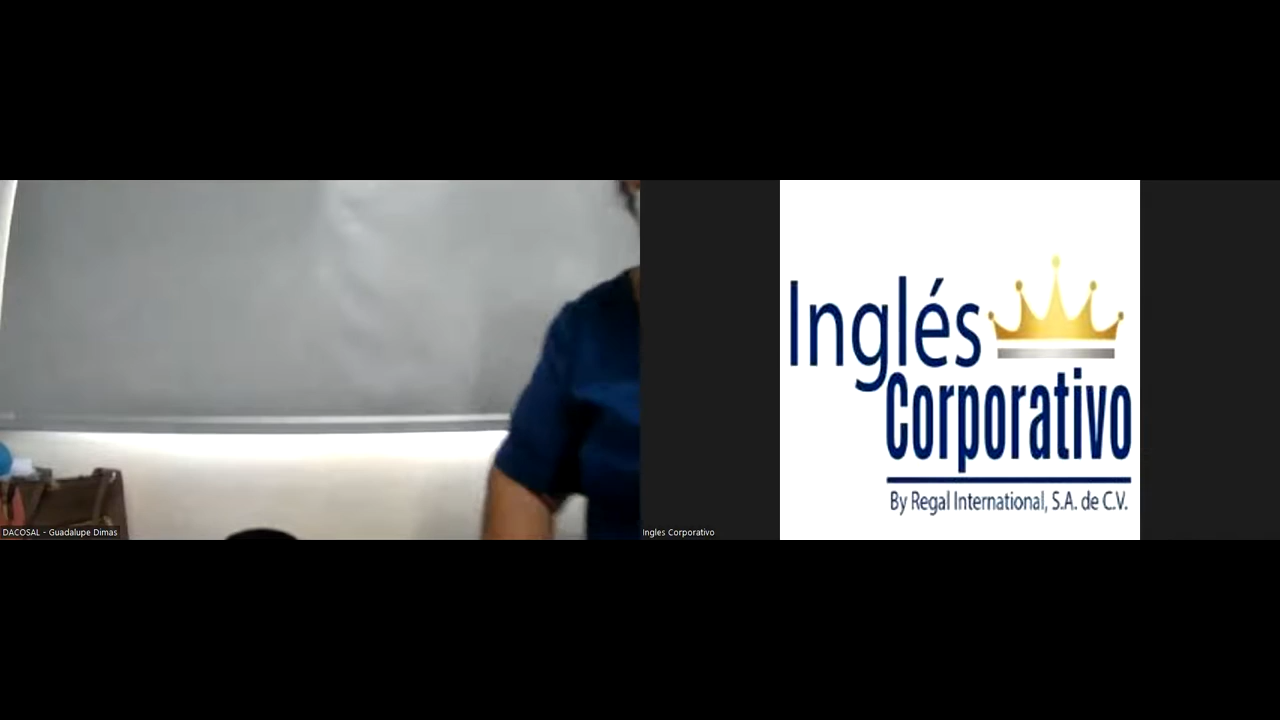 Inglés
Corporativo
By Regal International, S.A. de C.V.
DACOSAL - Guadalupe Dimas
Ingles Corporativo